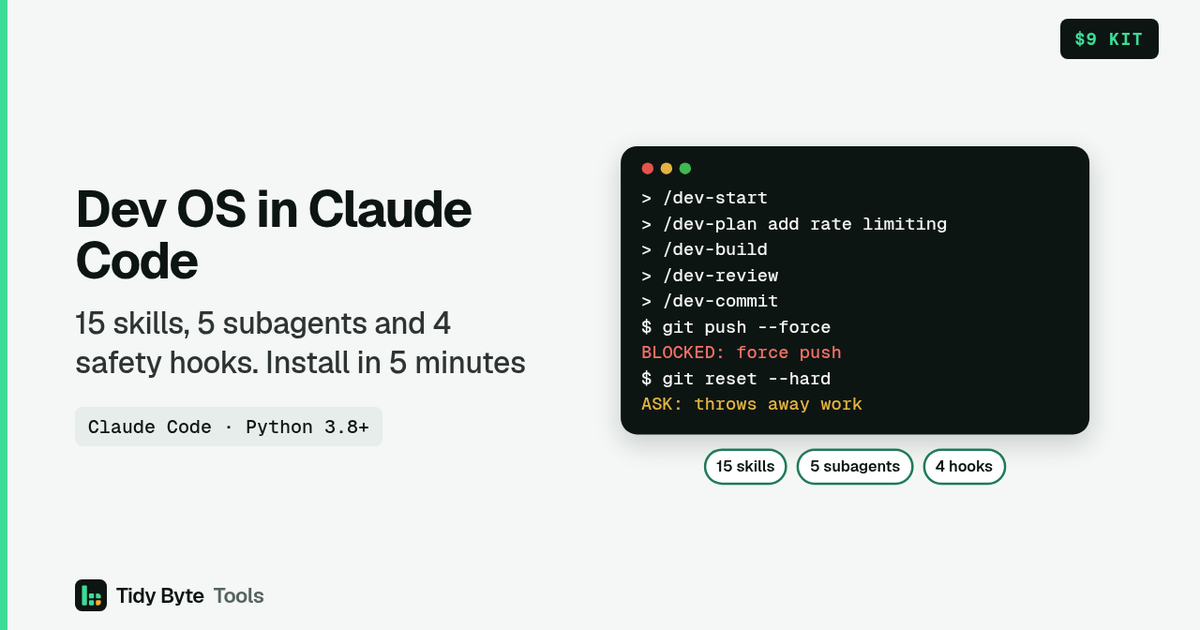 $9 KIT
Dev OS in Claude
Code
15 skills, 5 subagents and 4
safety hooks. Install in 5 minutes
Claude Code · Python 3.8+
> /dev-start
> /dev-plan add rate limiting
> /dev-build
> /dev-review
> /dev-commit
$ git push --force
BLOCKED: force push
$ git reset --hard
ASK: throws away work
15 skills
5 subagents
4 hooks
Tidy Byte Tools